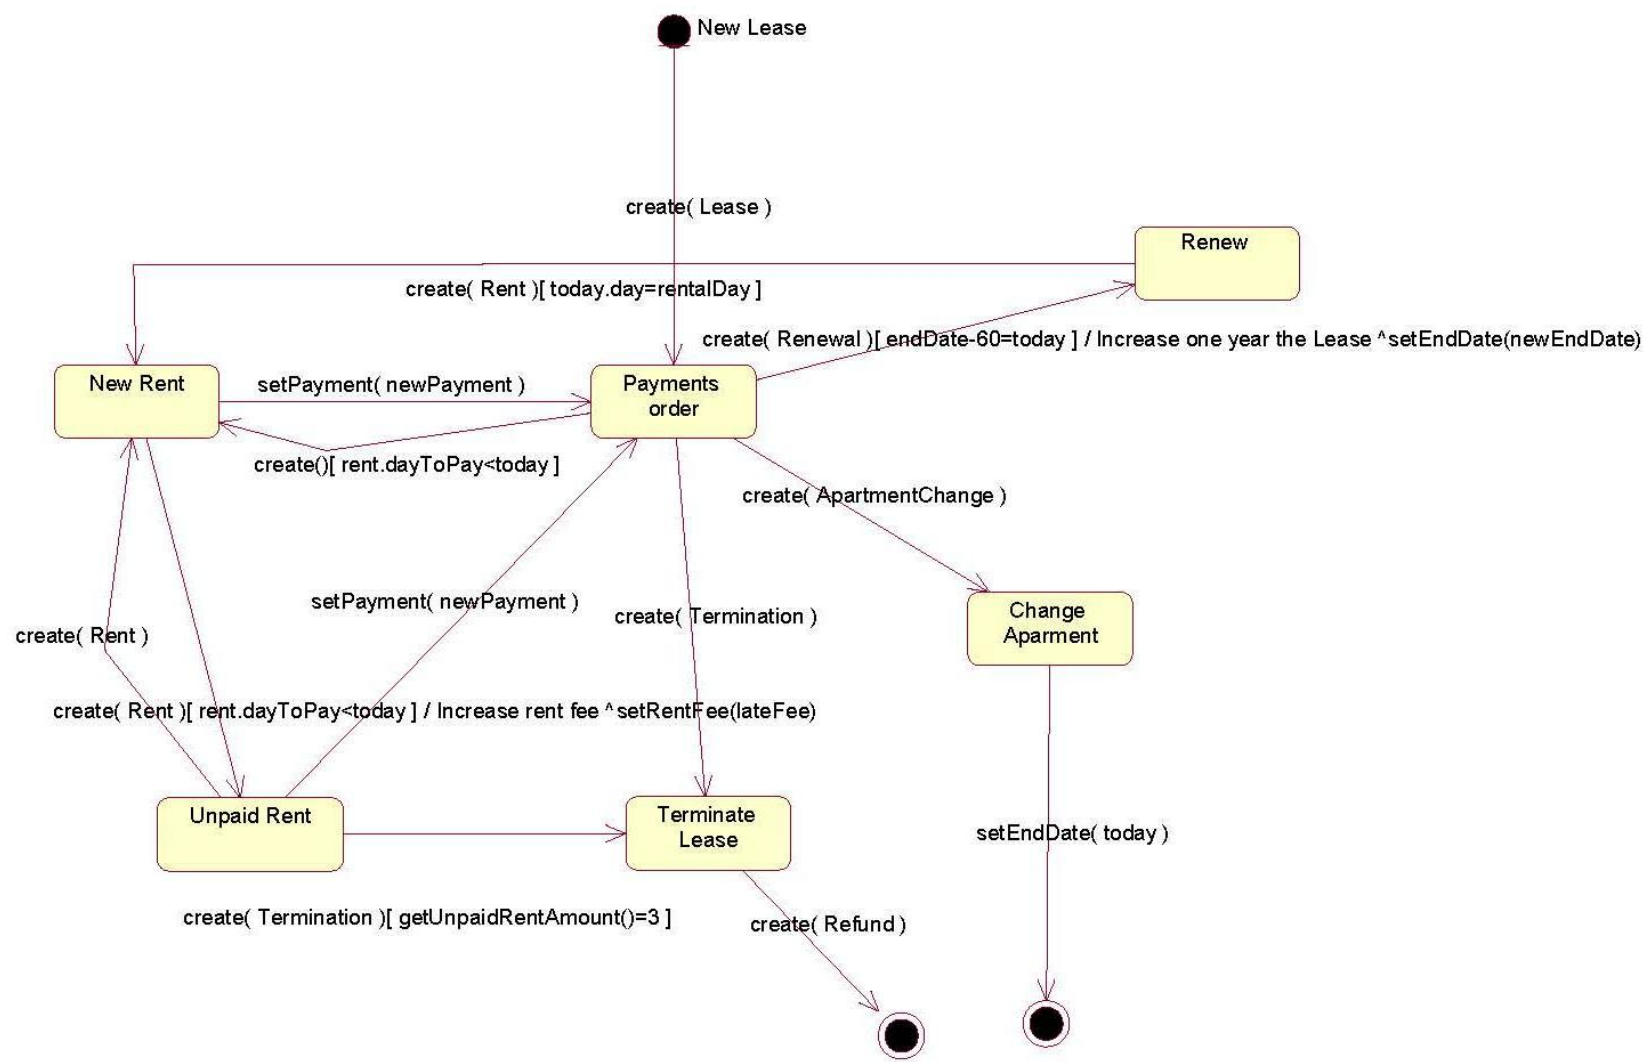 New Lease
create( Lease )
Renew
create( Rent )[ today.day=rentalDay ]
create( Renewal )[ endDate-60=today ] / Increase one year the Lease ^setEndDate(newEndDate)
New Rent
setPayment( newPayment )
Payments
order
create()[ rent.dayToPay<today ]
create( ApartmentChange )
setPayment( newPayment )
create( Termination )
Change
Aparment
create( Rent )
create( Rent )[ rent.dayToPay<today ] / Increase rent fee ^setRentFee(lateFee)
Unpaid Rent
Terminate
Lease
setEndDate( today )
create( Termination )[ getUnpaidRentAmount()=3 ]
create( Refund )